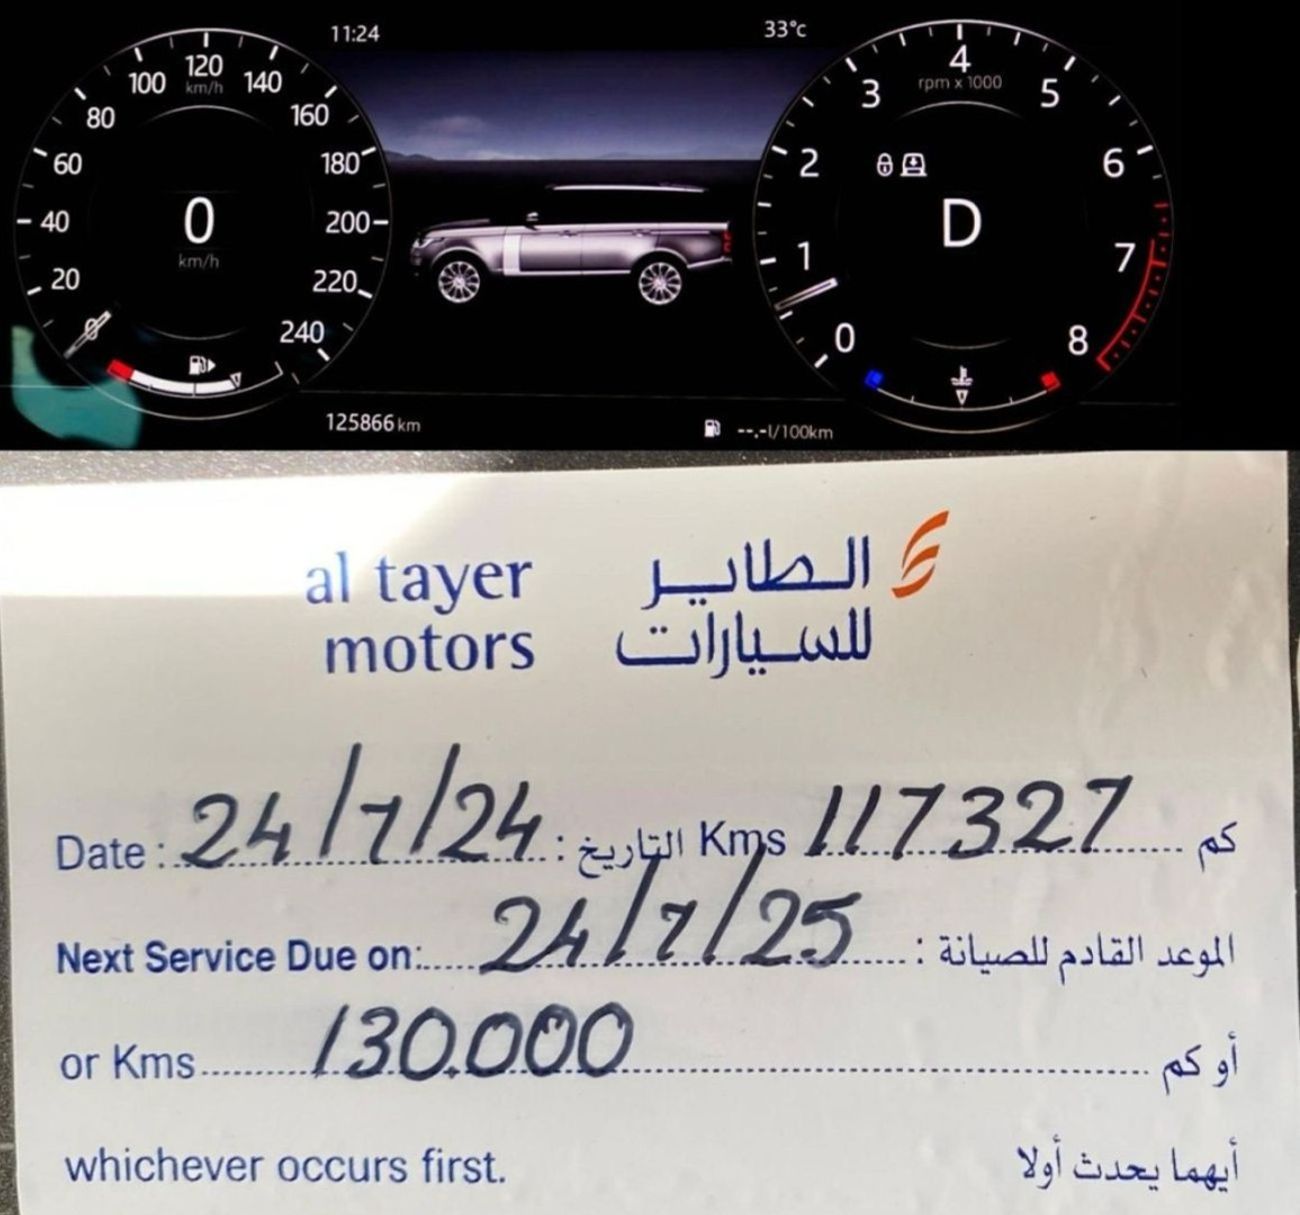 11:24
33°c
0 20 40 60 80 100 120 140 160 180 200 220 240
km/h
0
km/h
0 1 2 3 4 5 6 7 8
rpm x 1000
D
125866 km
--.-l/100km
al tayer الطاير
motors للسيارات
Date : 24/7/24 : التاريخ Kms 117327 كم
Next Service Due on: 24/7/25 : الموعد القادم للصيانة
or Kms 130.000 أو كم
whichever occurs first. أيهما يحدث أولا